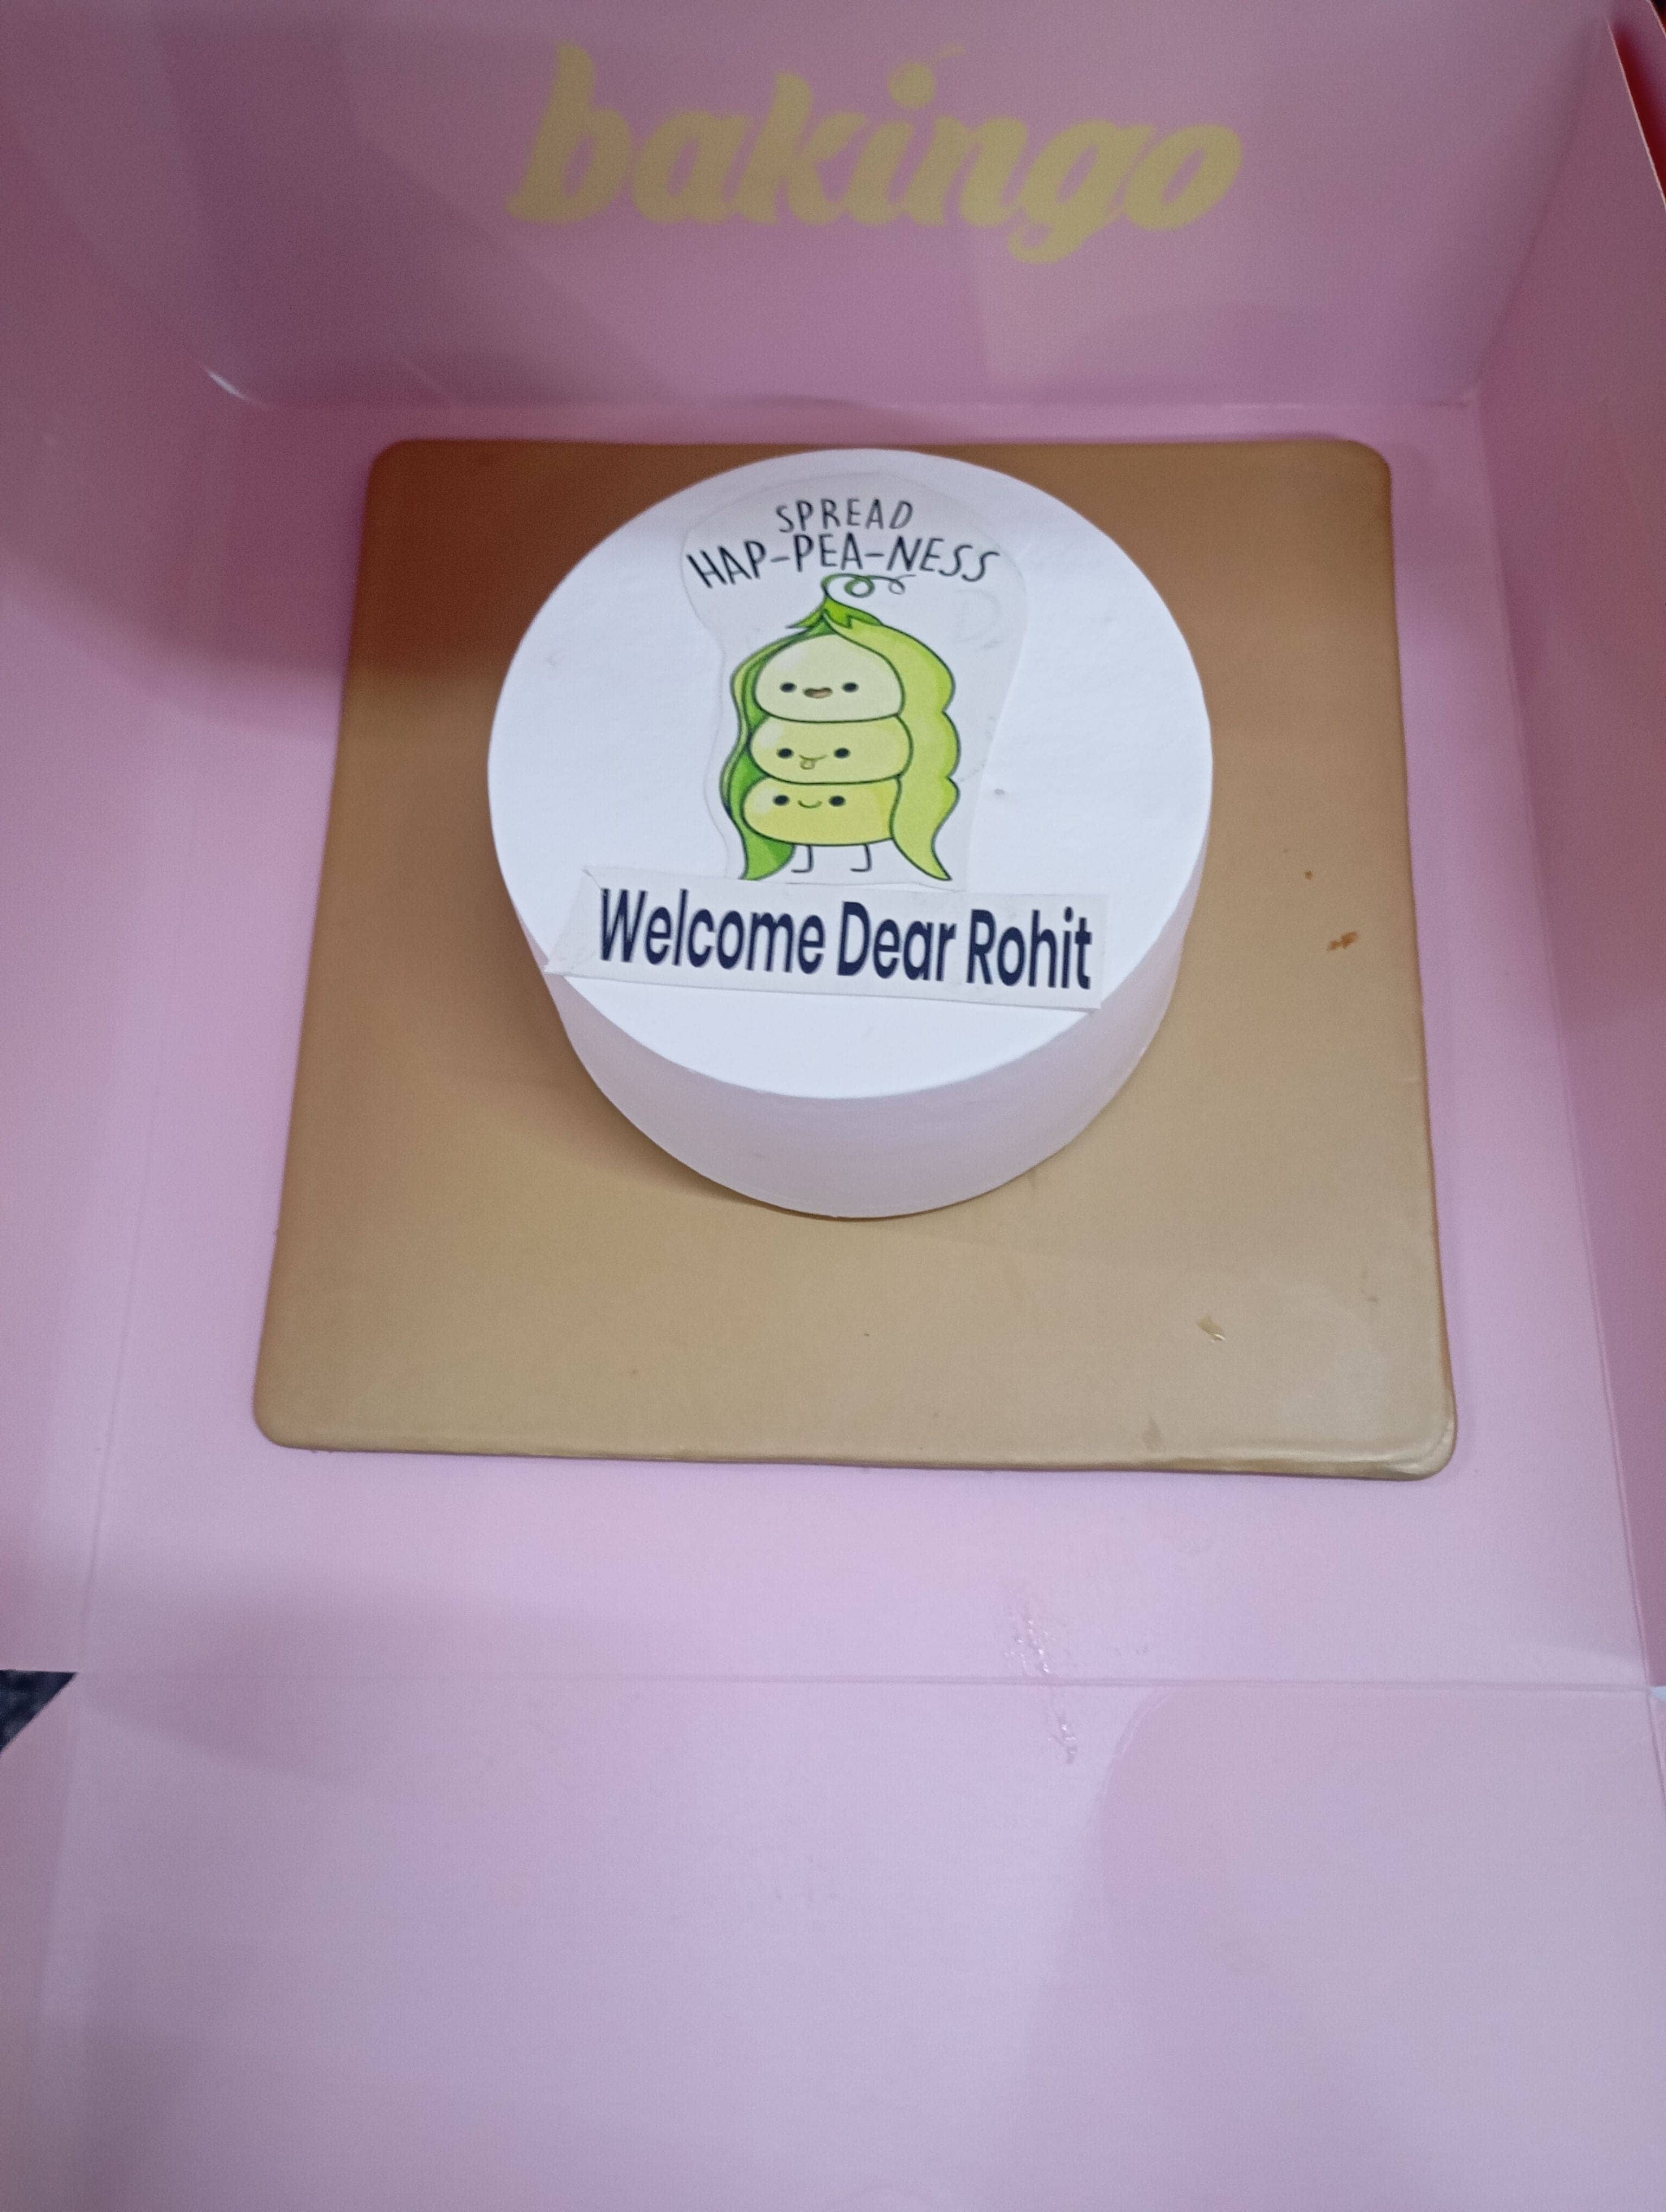 bakingo
SPREAD
HAP-PEA-NESS
Welcome Dear Rohit